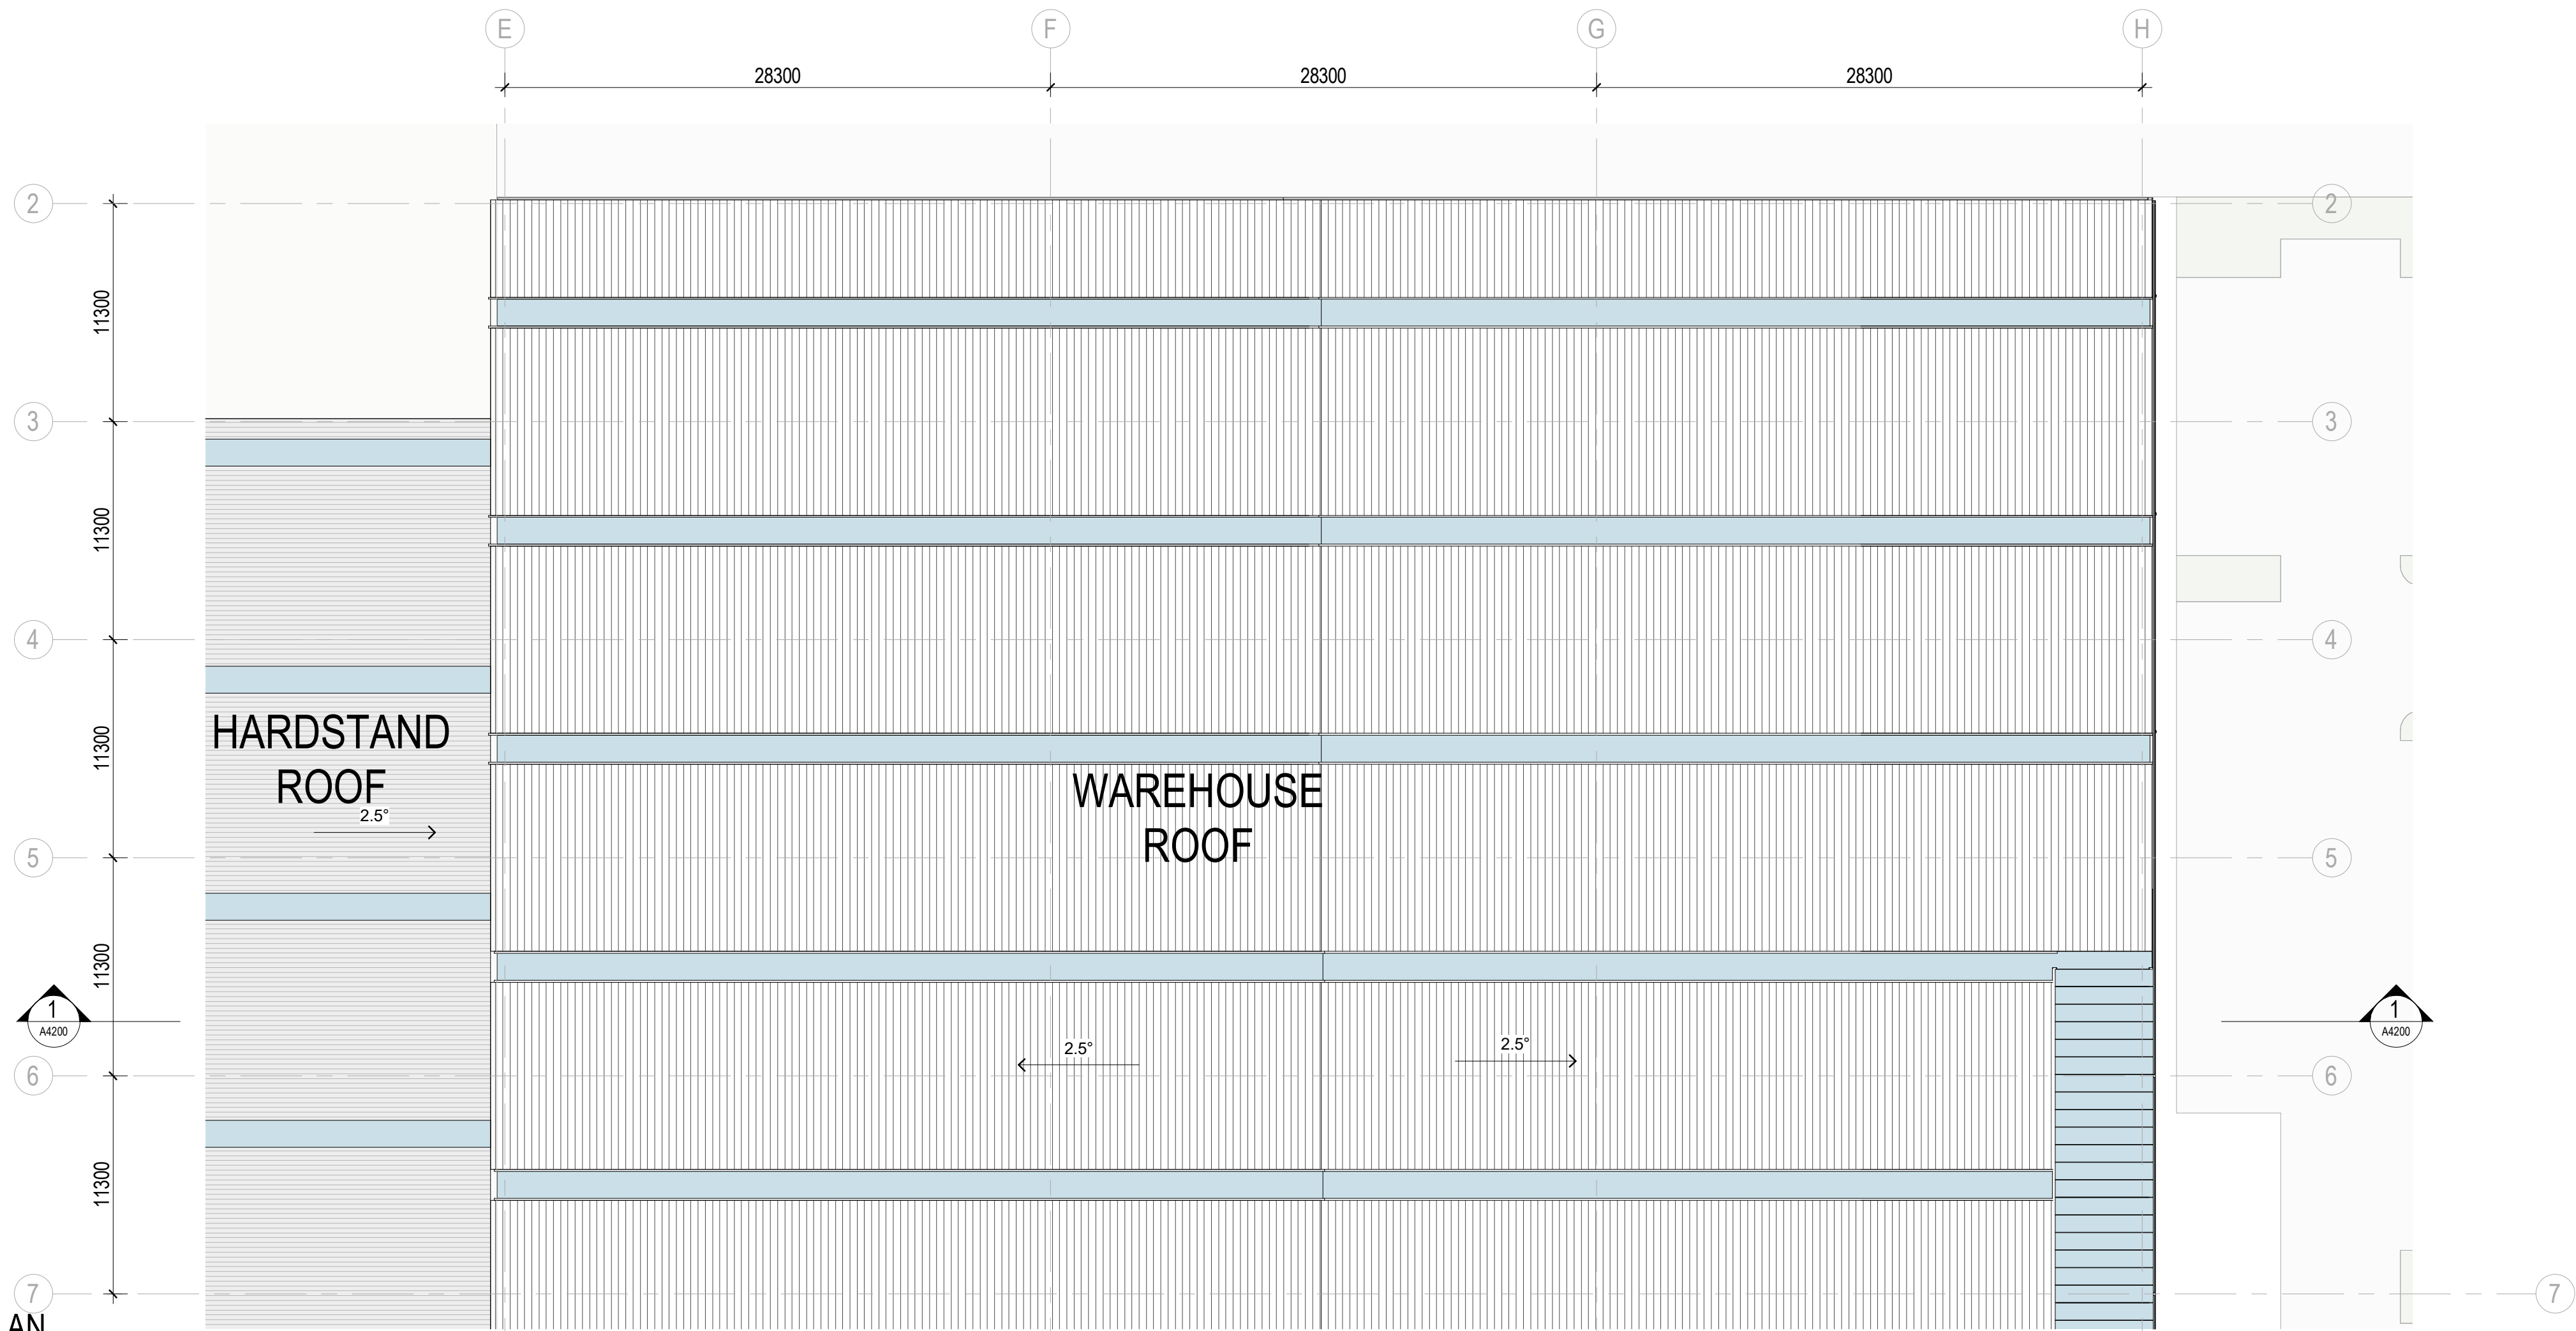 E F G H
28300 28300 28300
2 2
11300
3 3
11300
4 4
HARDSTAND
ROOF
2.5°
11300
WAREHOUSE
ROOF
5 5
11300
1
A4200
1
A4200
2.5° 2.5°
6 6
11300
7 7
AN